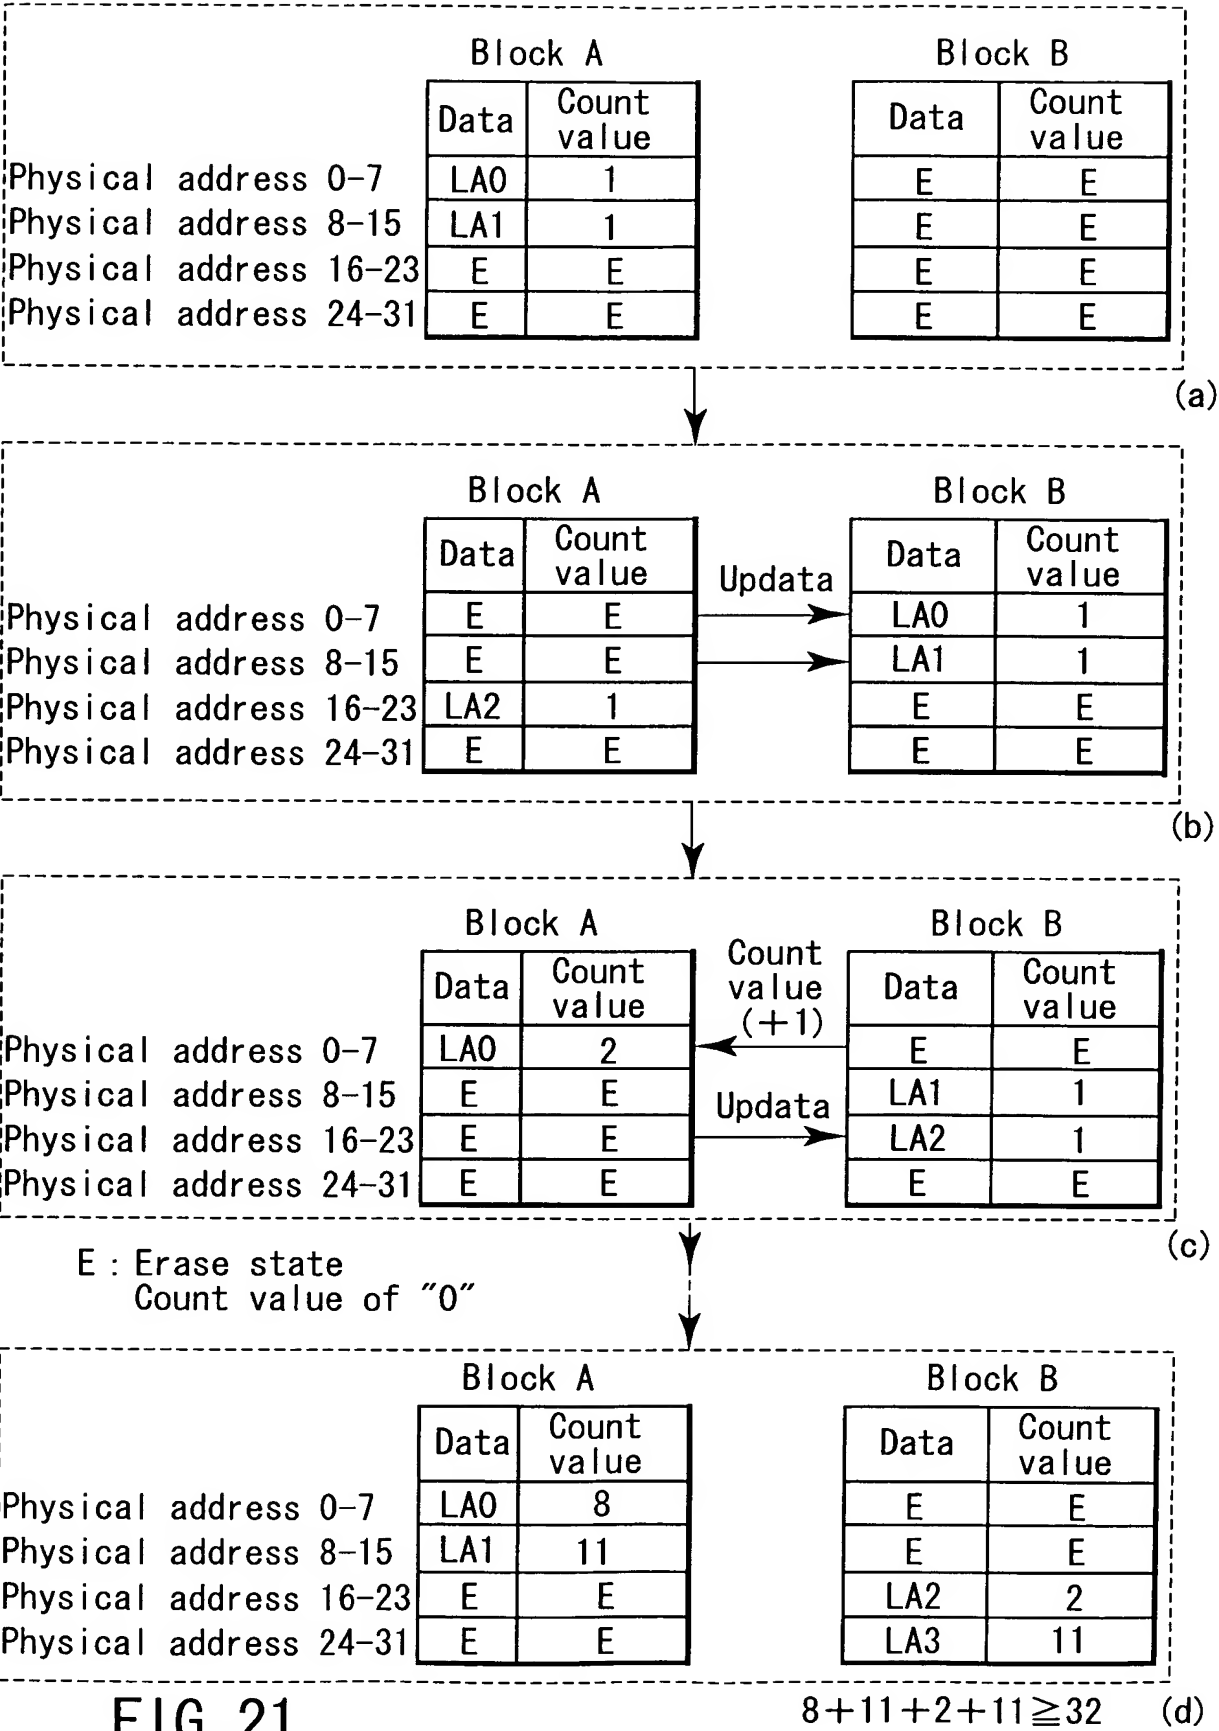 Block A Block B
Data Count value Data Count value
Physical address 0-7 LA0 1 E E
Physical address 8-15 LA1 1 E E
Physical address 16-23 E E E E
Physical address 24-31 E E E E
(a)
Block A Block B
Data Count value Updata Data Count value
Physical address 0-7 E E LA0 1
Physical address 8-15 E E LA1 1
Physical address 16-23 LA2 1 E E
Physical address 24-31 E E E E
(b)
Block A Block B
Data Count value Count value (+1) Data Count value
Physical address 0-7 LA0 2 E E
Physical address 8-15 E E Updata LA1 1
Physical address 16-23 E E LA2 1
Physical address 24-31 E E E E
(c)
E : Erase state
Count value of "0"
Block A Block B
Data Count value Data Count value
Physical address 0-7 LA0 8 E E
Physical address 8-15 LA1 11 E E
Physical address 16-23 E E LA2 2
Physical address 24-31 E E LA3 11
8+11+2+11≧32 (d)
FIG. 21